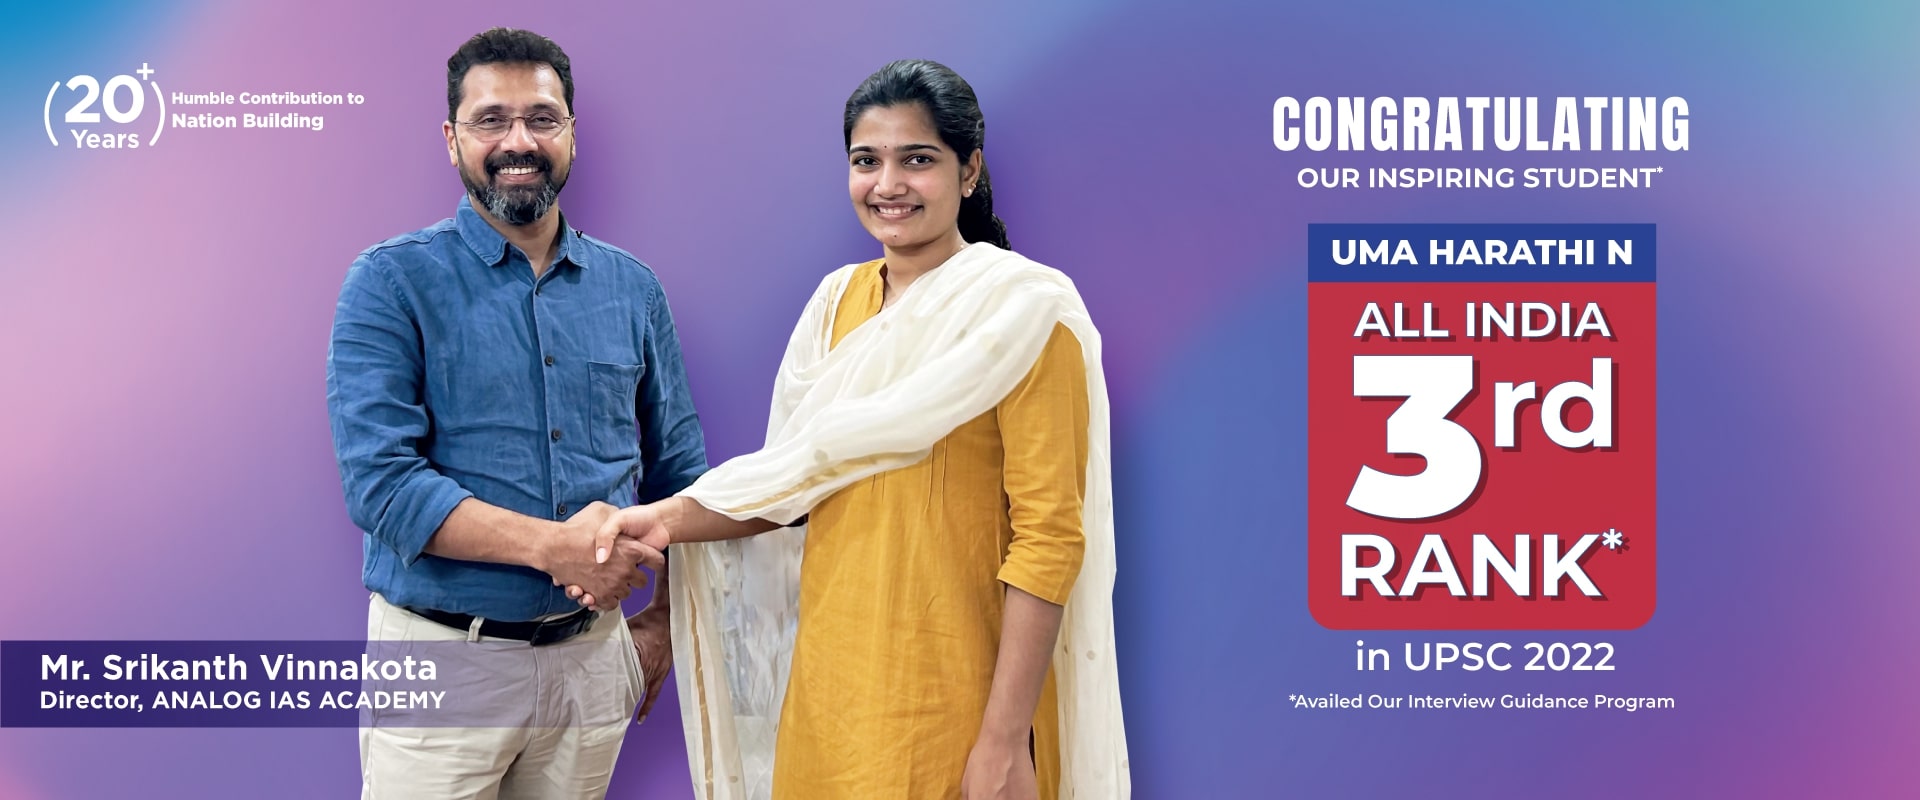 (20+ Years)
Humble Contribution to
Nation Building
CONGRATULATING
OUR INSPIRING STUDENT*
UMA HARATHI N
ALL INDIA
3rd
RANK*
in UPSC 2022
*Availed Our Interview Guidance Program
Mr. Srikanth Vinnakota
Director, ANALOG IAS ACADEMY